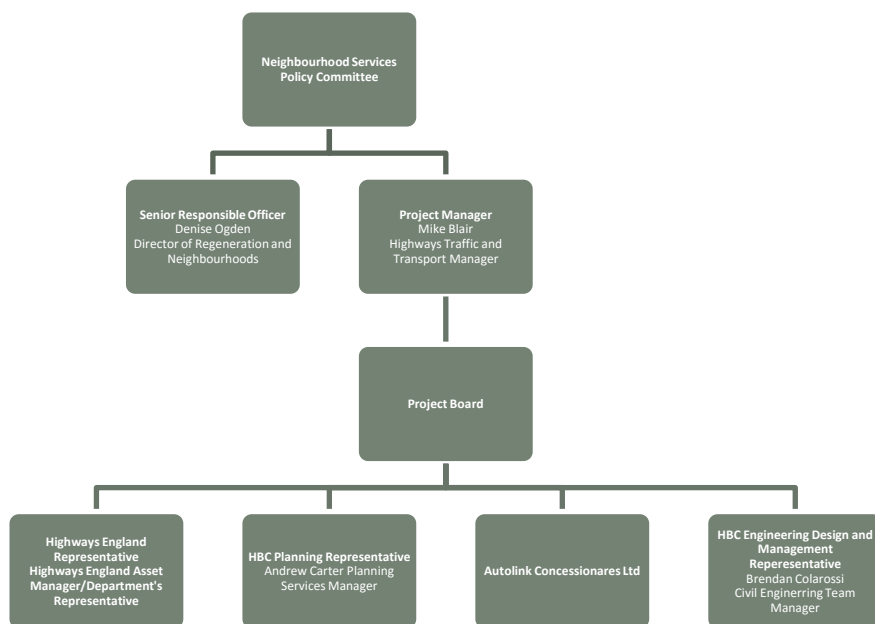 Neighbourhood Services
Policy Committee
Senior Responsible Officer
Denise Ogden
Director of Regeneration and
Neighbourhoods
Project Manager
Mike Blair
Highways Traffic and
Transport Manager
Project Board
Highways England
Representative
Highways England Asset
Manager/Department's
Representative
HBC Planning Representative
Andrew Carter Planning
Services Manager
Autolink Concessionares Ltd
HBC Engineering Design and
Management
Reperesentative
Brendan Colarossi
Civil Enginerring Team
Manager